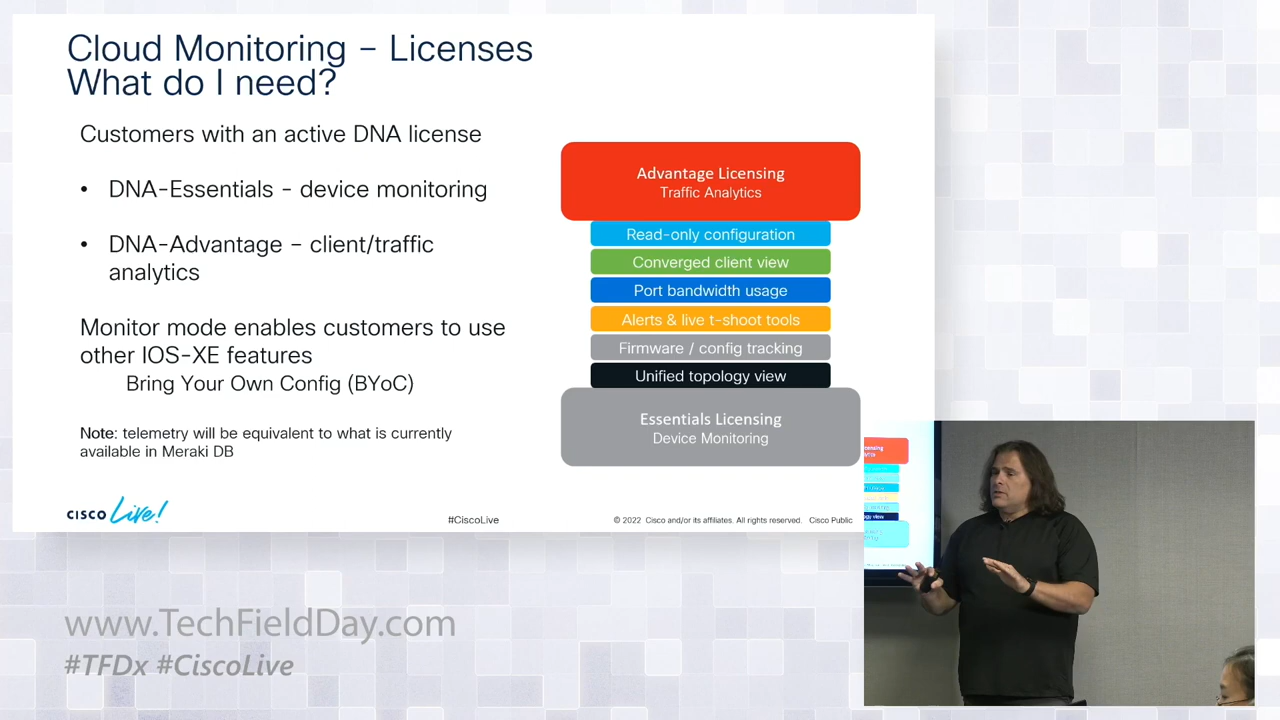 Cloud Monitoring – Licenses
What do I need?
Customers with an active DNA license
• DNA-Essentials - device monitoring
• DNA-Advantage – client/traffic
analytics
Monitor mode enables customers to use
other IOS-XE features
Bring Your Own Config (BYoC)
Note: telemetry will be equivalent to what is currently
available in Meraki DB
Advantage Licensing
Traffic Analytics
Read-only configuration
Converged client view
Port bandwidth usage
Alerts & live t-shoot tools
Firmware / config tracking
Unified topology view
Essentials Licensing
Device Monitoring
CISCO Live!
#CiscoLive
© 2022 Cisco and/or its affiliates. All rights reserved. Cisco Public
www.TechFieldDay.com
#TFDx #CiscoLive